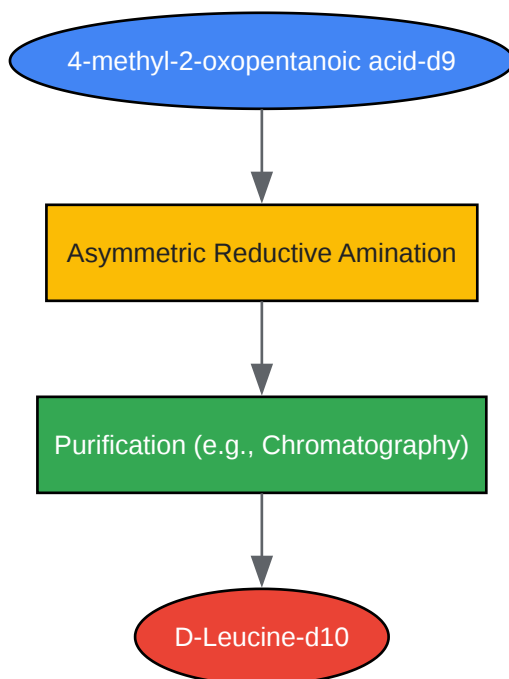 4-methyl-2-oxopentanoic acid-d9
Asymmetric Reductive Amination
Purification (e.g., Chromatography)
D-Leucine-d10